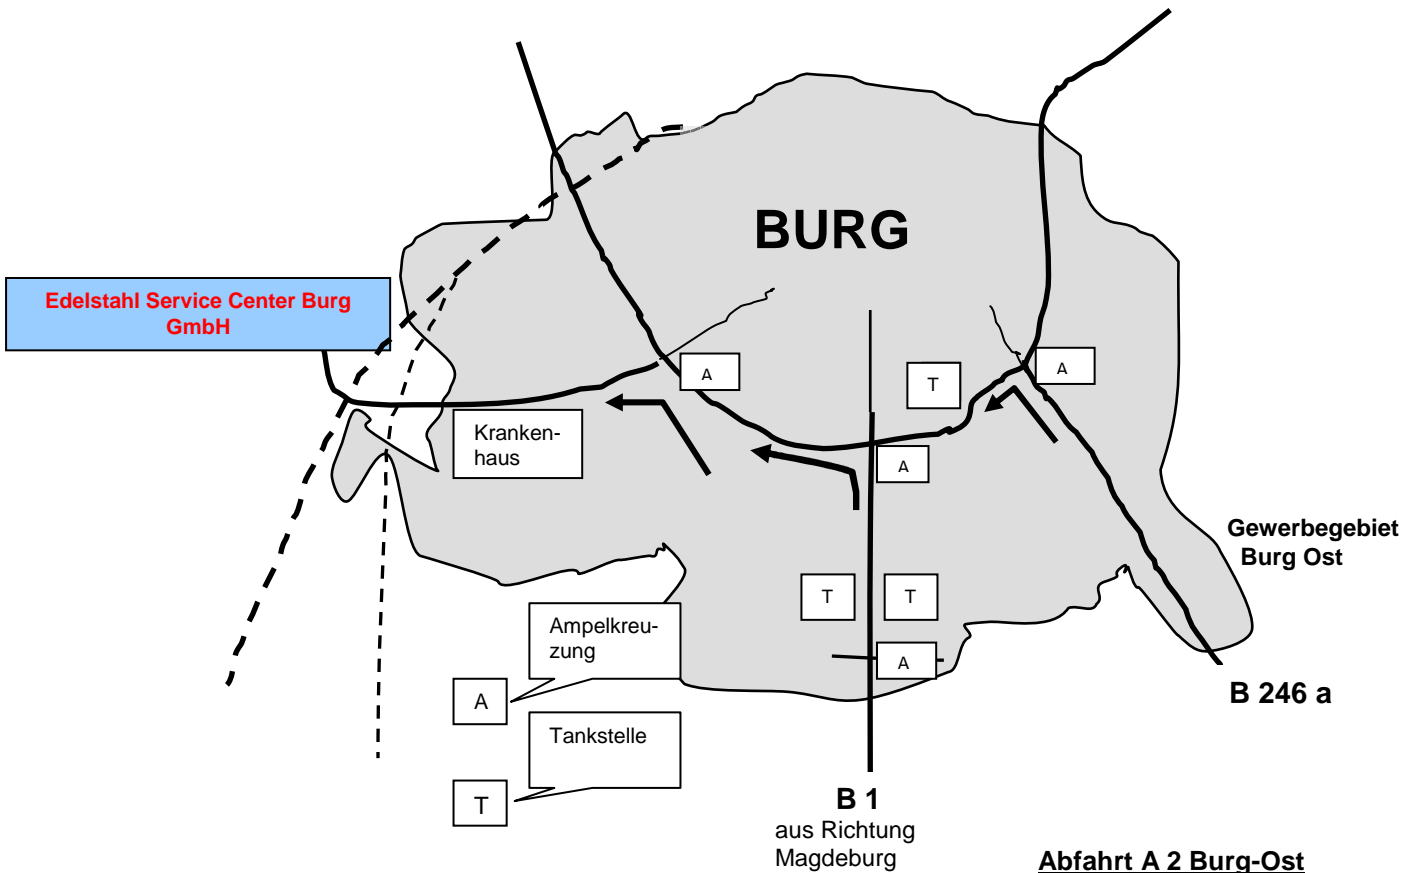 BURG
Edelstahl Service Center Burg
GmbH
A
T
A
Kranken-
haus
A
Gewerbegebiet
Burg Ost
T
T
Ampelkreu-
zung
A
A
B 246 a
Tankstelle
T
B 1
aus Richtung
Magdeburg
Abfahrt A 2 Burg-Ost